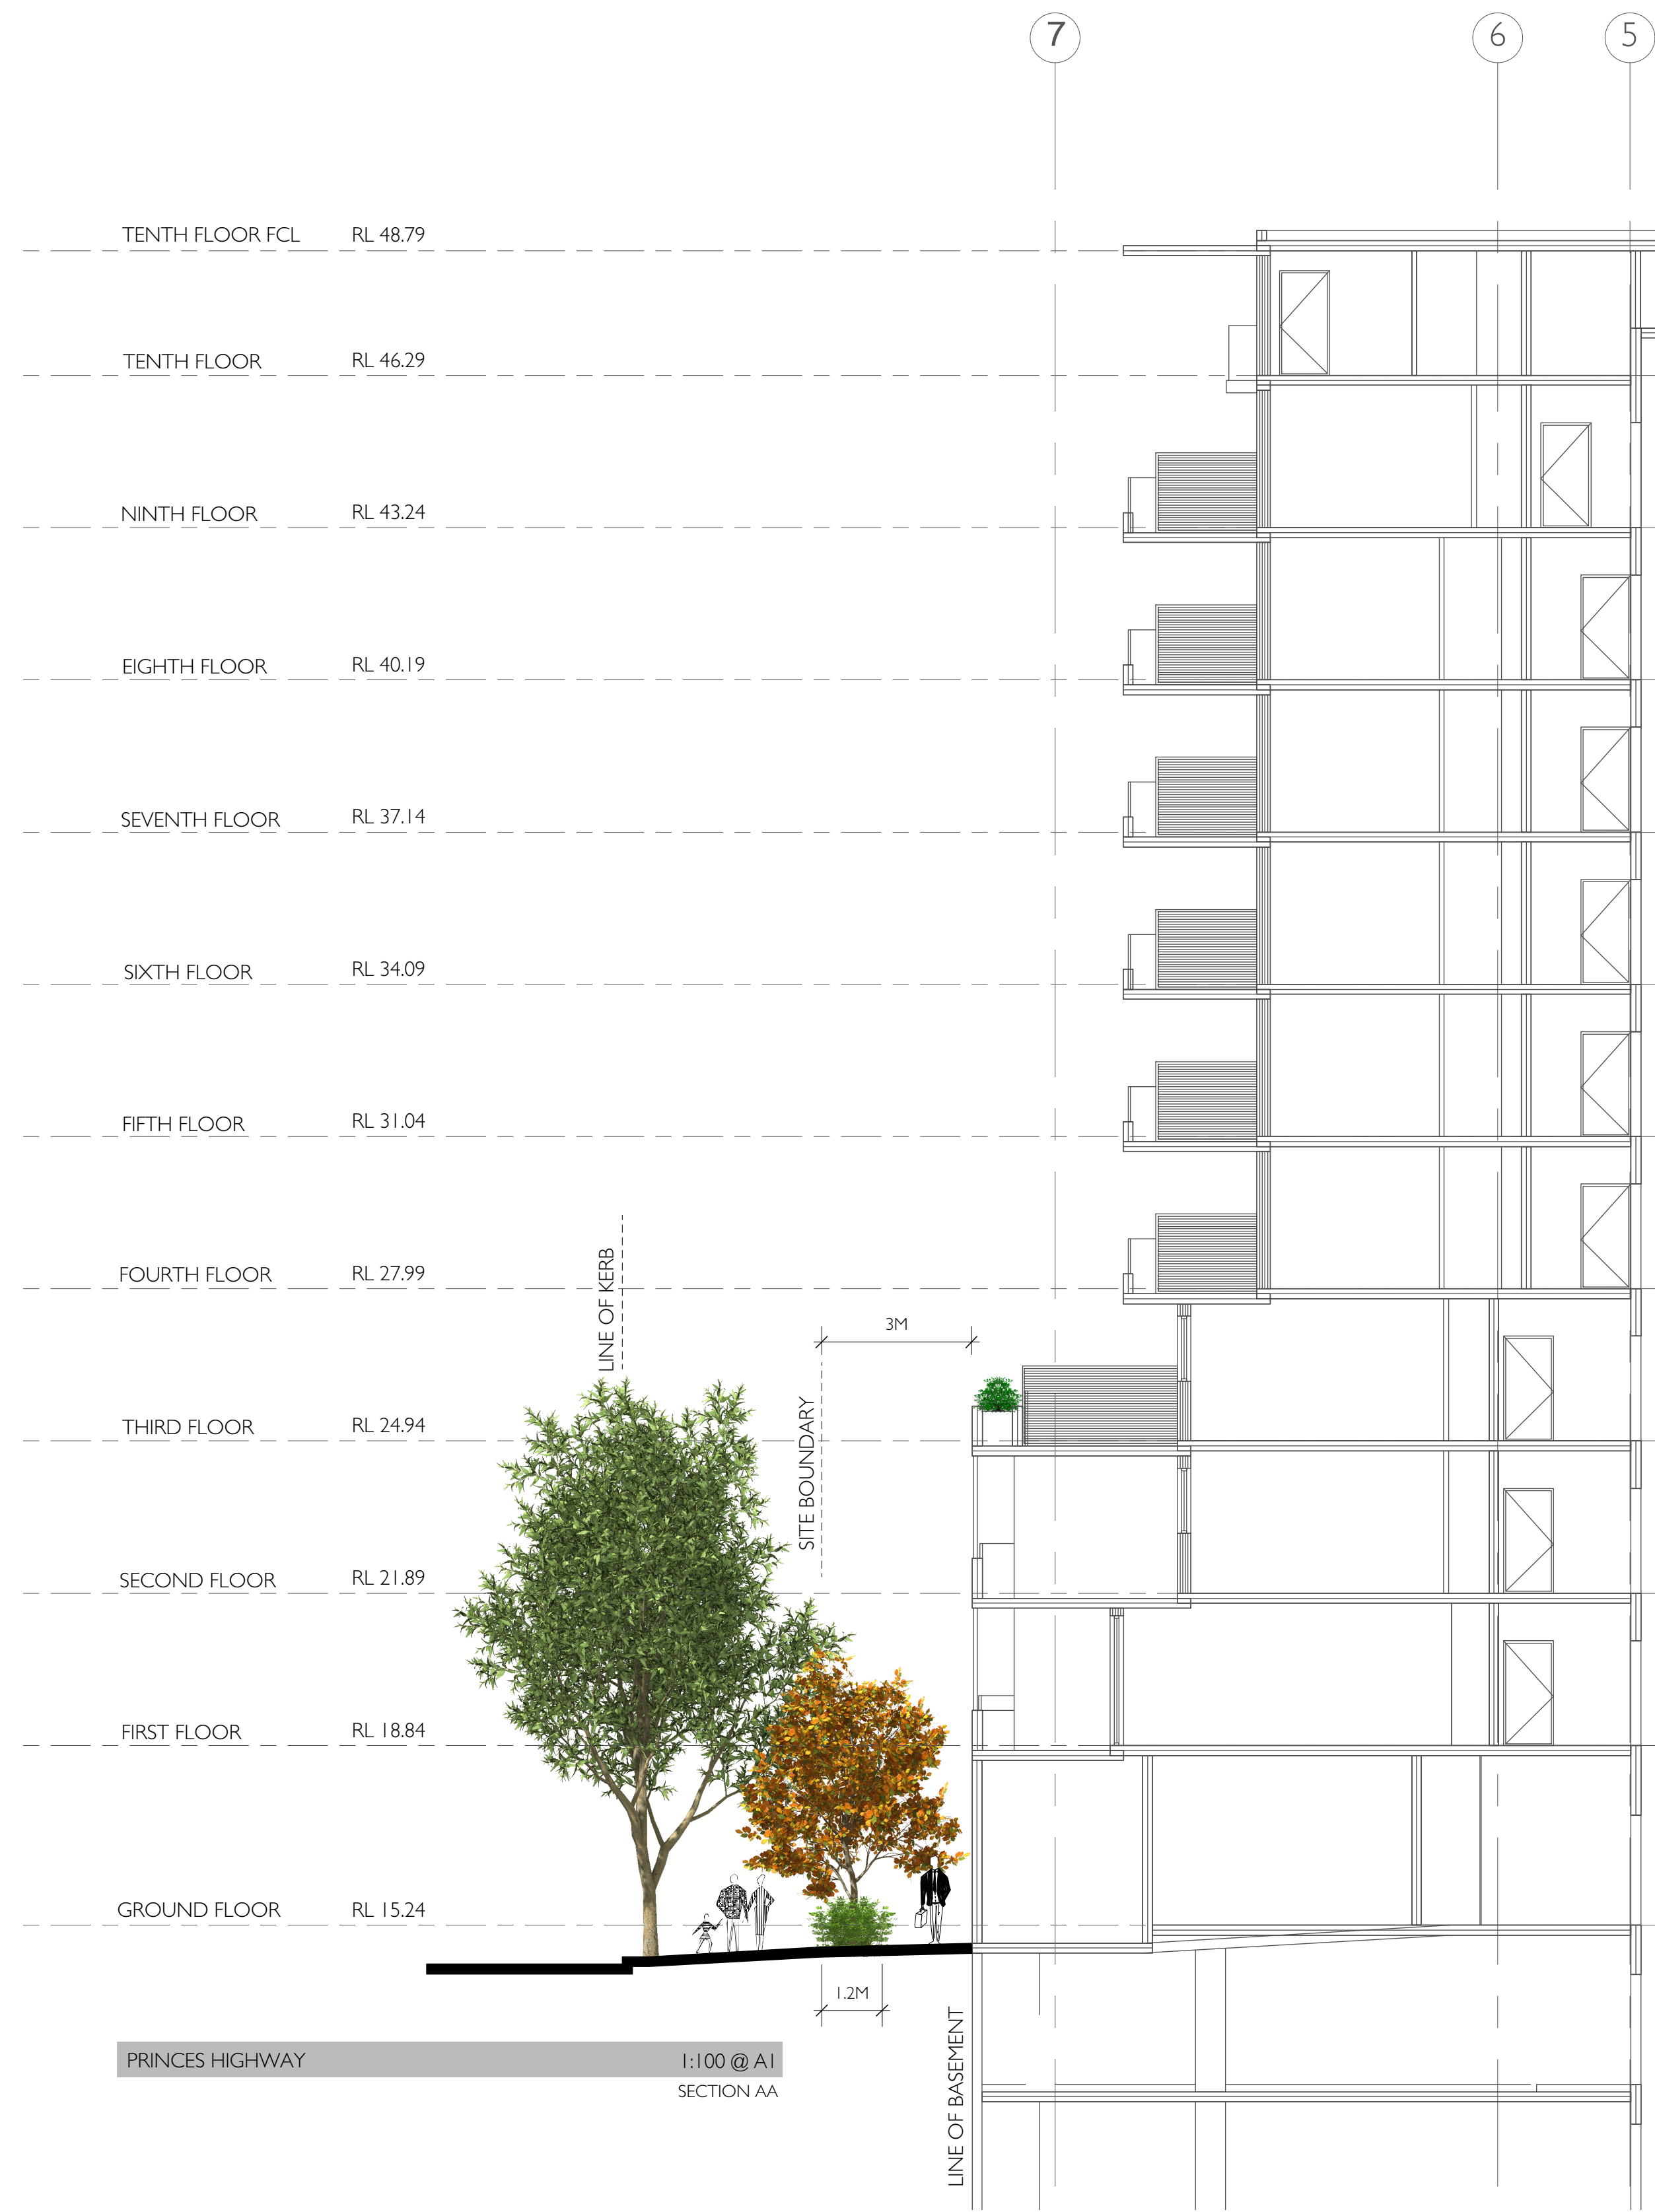 7 6 5
TENTH FLOOR FCL RL 48.79
TENTH FLOOR RL 46.29
NINTH FLOOR RL 43.24
EIGHTH FLOOR RL 40.19
SEVENTH FLOOR RL 37.14
SIXTH FLOOR RL 34.09
FIFTH FLOOR RL 31.04
FOURTH FLOOR RL 27.99
LINE OF KERB
3M
THIRD FLOOR RL 24.94
SITE BOUNDARY
SECOND FLOOR RL 21.89
FIRST FLOOR RL 18.84
GROUND FLOOR RL 15.24
1.2M
LINE OF BASEMENT
PRINCES HIGHWAY 1:100 @ A1
SECTION AA